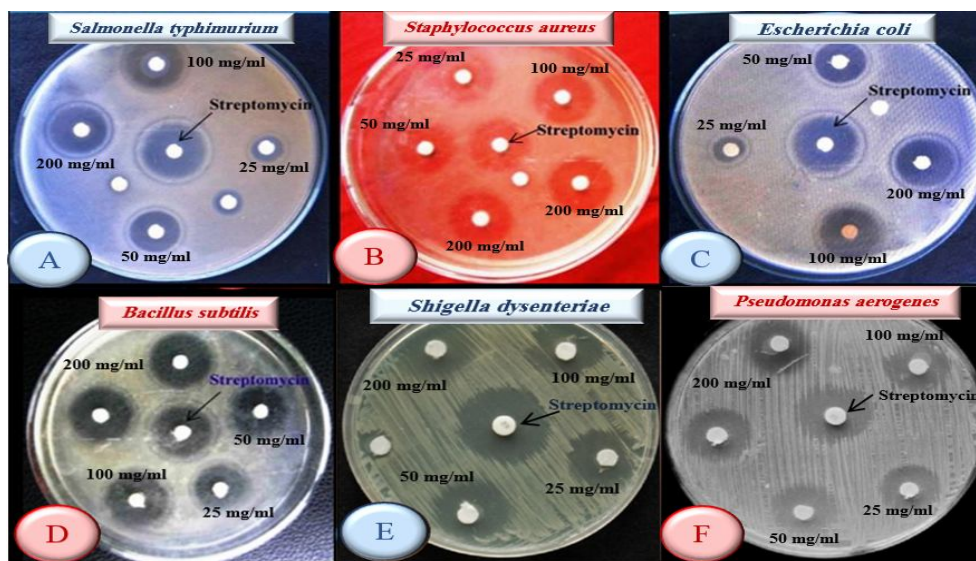 Salmonella typhimurium
100 mg/ml
Streptomycin
200 mg/ml
25 mg/ml
50 mg/ml
A
Staphylococcus aureus
25 mg/ml
100 mg/ml
50 mg/ml
Streptomycin
200 mg/ml
200 mg/ml
B
Escherichia coli
50 mg/ml
Streptomycin
25 mg/ml
200 mg/ml
100 mg/ml
C
Bacillus subtilis
200 mg/ml
Streptomycin
50 mg/ml
100 mg/ml
25 mg/ml
D
Shigella dysenteriae
200 mg/ml
100 mg/ml
Streptomycin
50 mg/ml
25 mg/ml
E
Pseudomonas aerogenes
100 mg/ml
200 mg/ml
Streptomycin
25 mg/ml
50 mg/ml
F